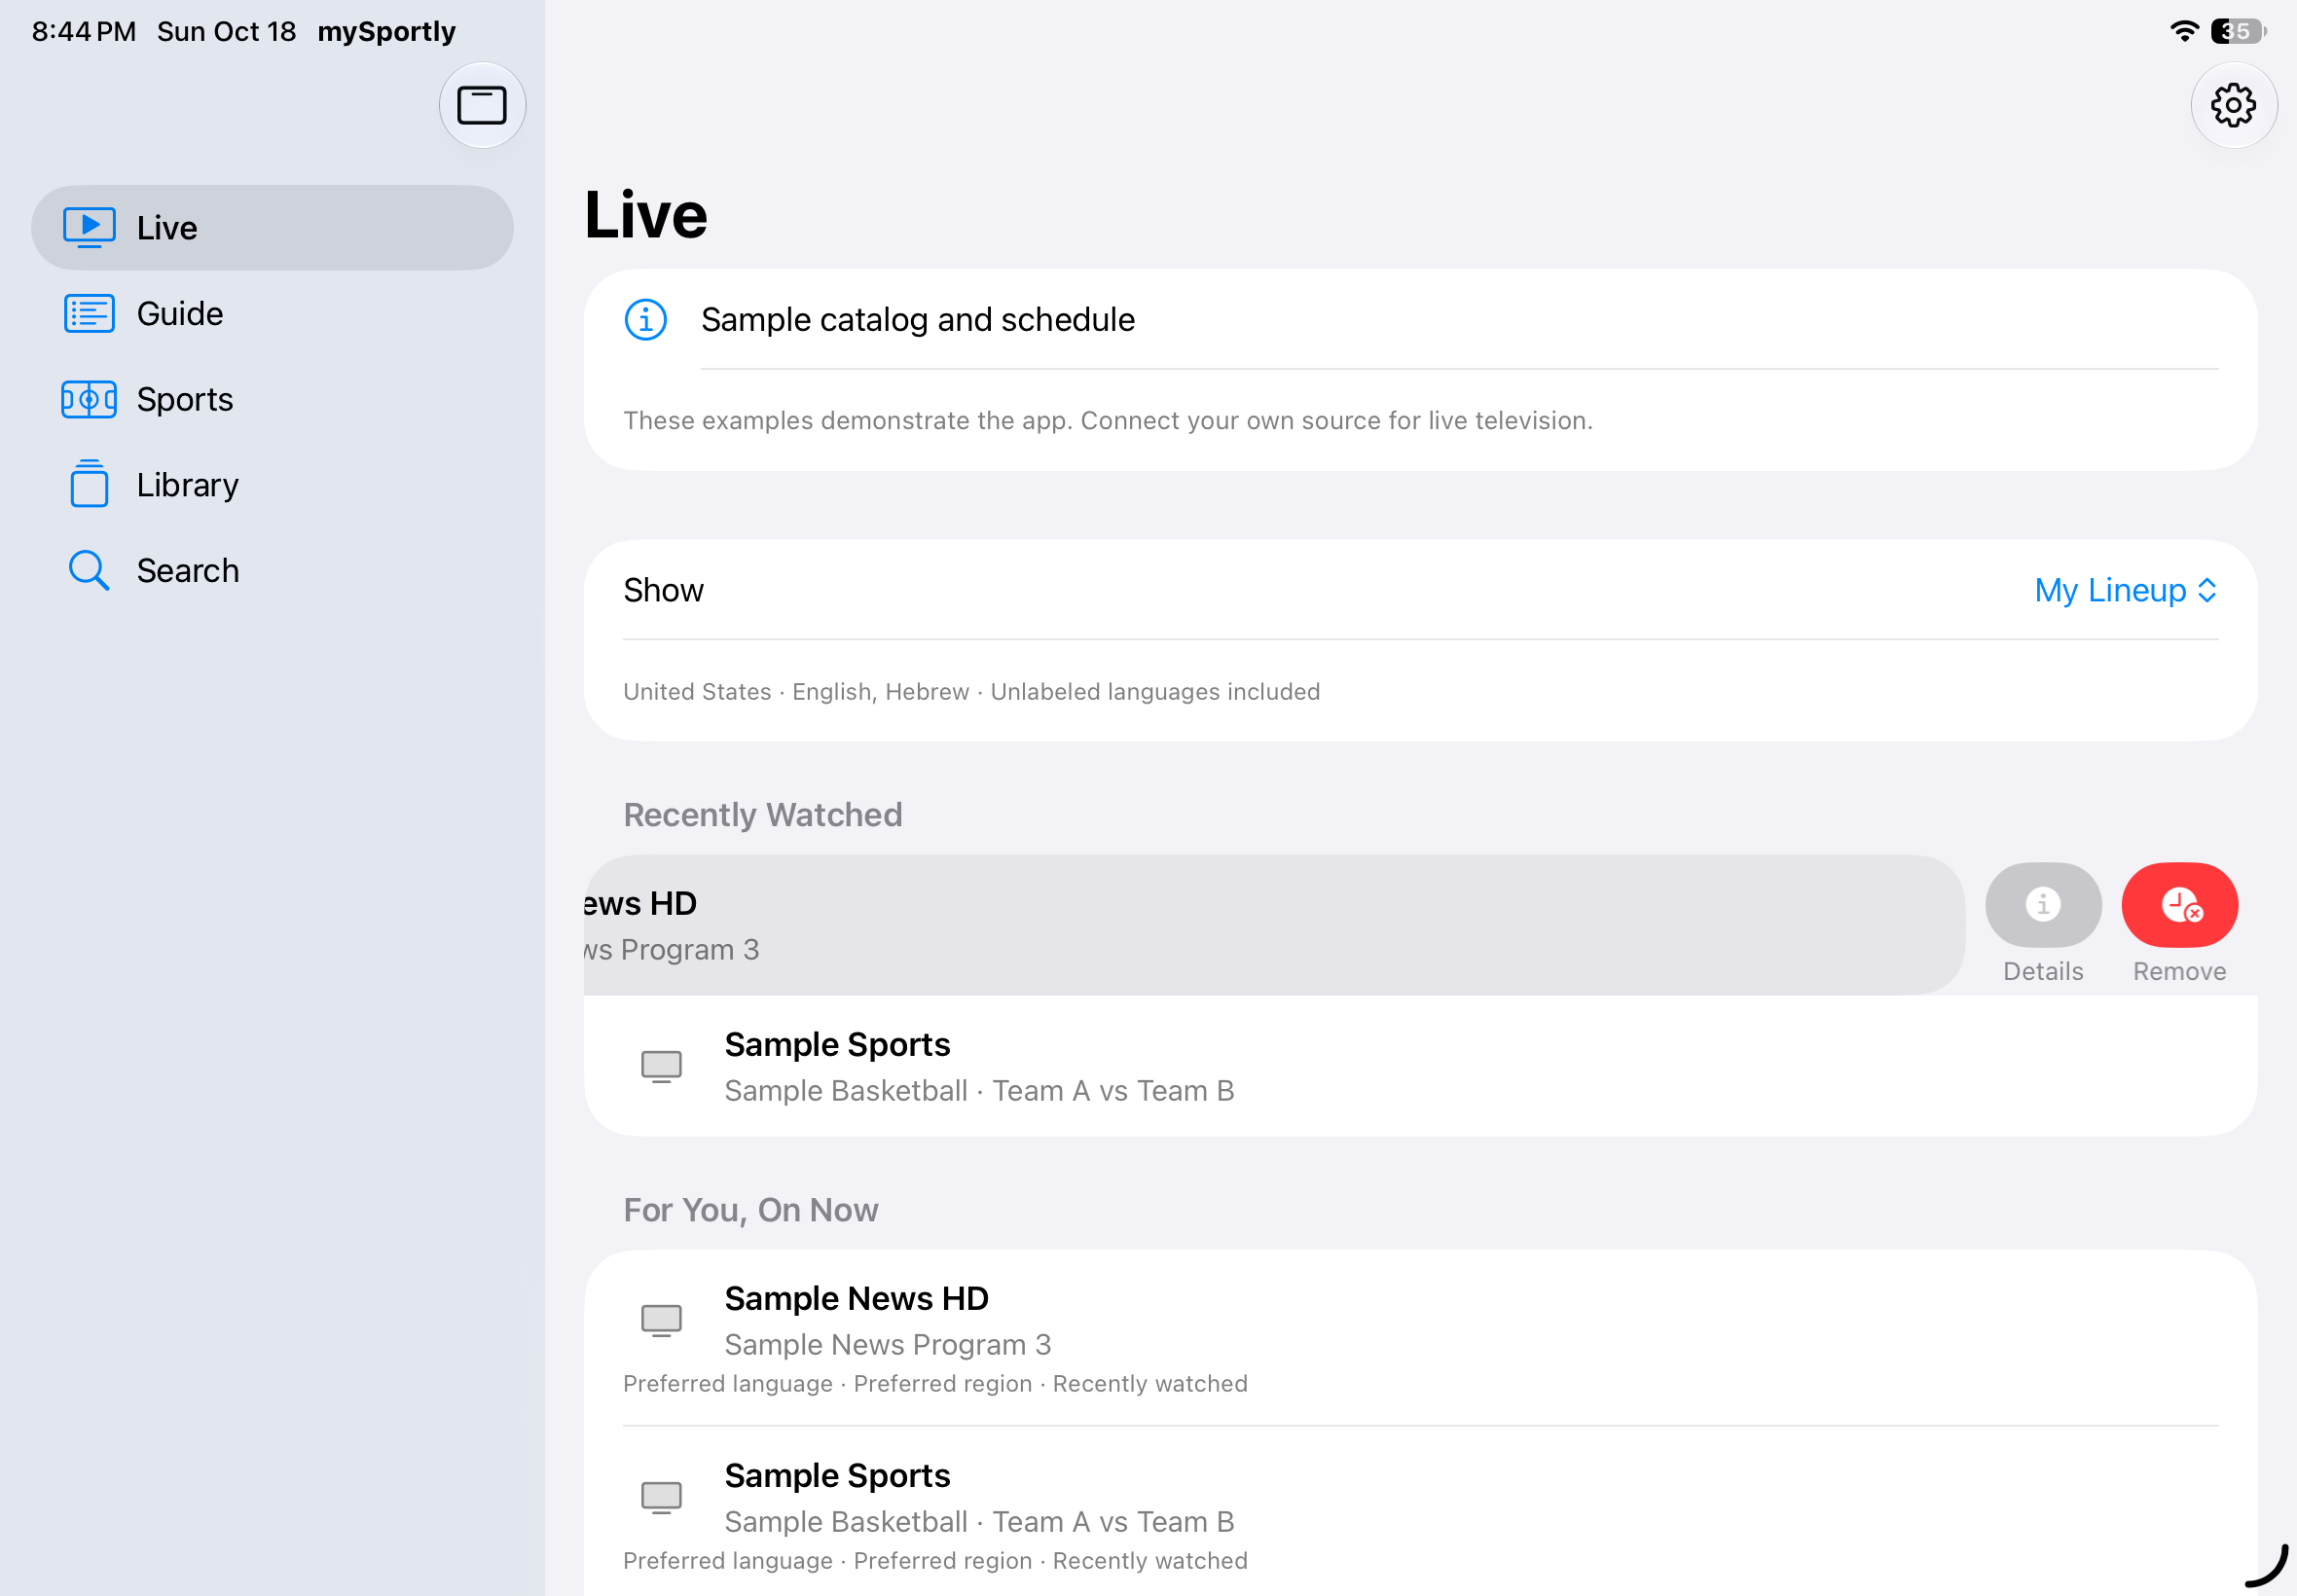 8:44 PM Sun Oct 18 mySportly
35
Live
Guide
Sports
Library
Search
Live
Sample catalog and schedule
These examples demonstrate the app. Connect your own source for live television.
Show
My Lineup
United States · English, Hebrew · Unlabeled languages included
Recently Watched
ews HD
ws Program 3
Details
Remove
Sample Sports
Sample Basketball · Team A vs Team B
For You, On Now
Sample News HD
Sample News Program 3
Preferred language · Preferred region · Recently watched
Sample Sports
Sample Basketball · Team A vs Team B
Preferred language · Preferred region · Recently watched